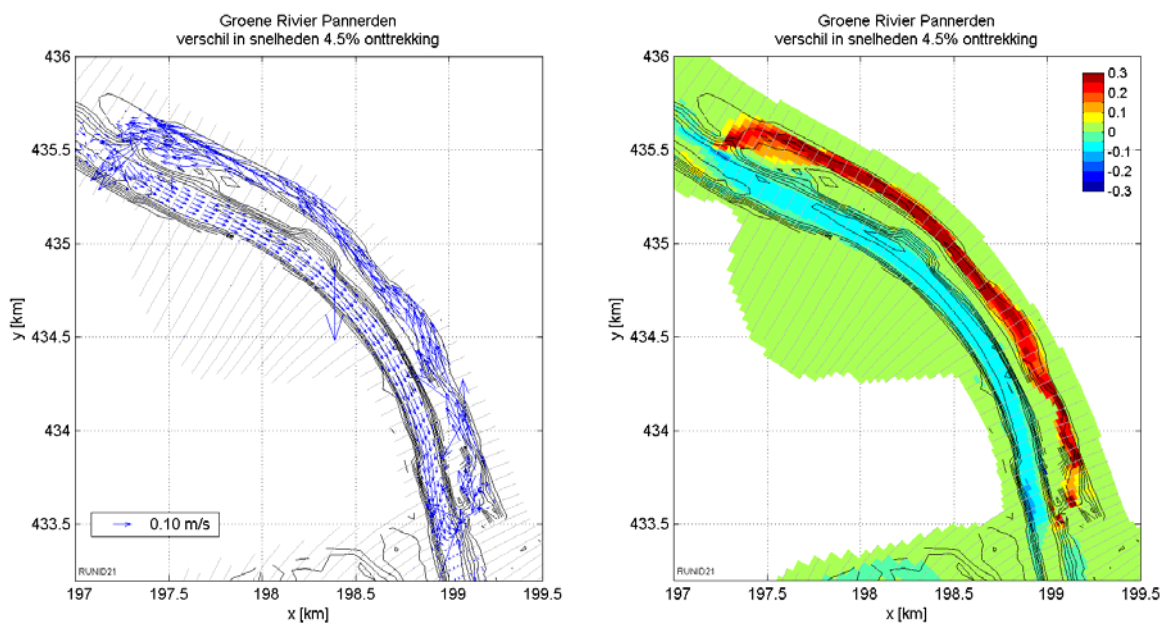 Groene Rivier Pannerden
verschil in snelheden 4.5% onttrekking
436
435.5
435
434.5
434
433.5
y [km]
197
197.5
198
198.5
199
199.5
x [km]
0.10 m/s
RUNID21
Groene Rivier Pannerden
verschil in snelheden 4.5% onttrekking
436
435.5
435
434.5
434
433.5
y [km]
197
197.5
198
198.5
199
199.5
x [km]
0.3
0.2
0.1
0
-0.1
-0.2
-0.3
RUNID21